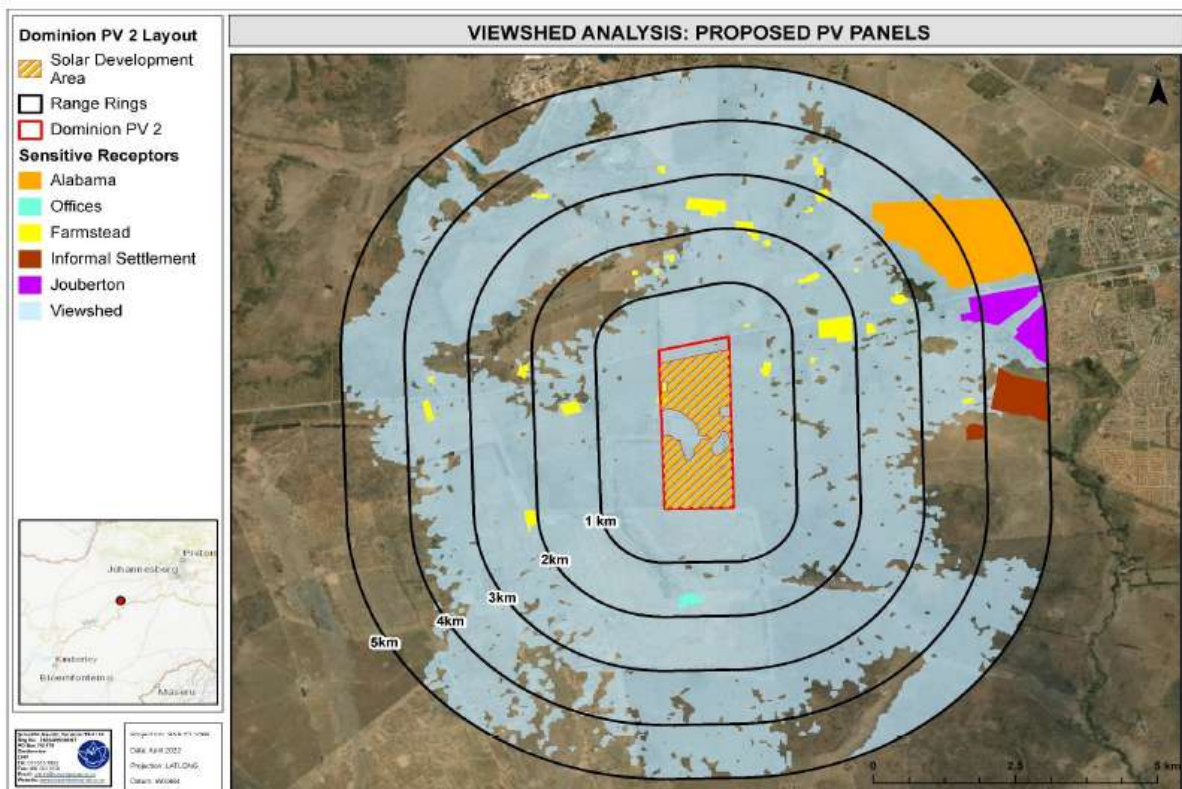 Dominion PV 2 Layout
Solar Development
Area
Range Rings
Dominion PV 2
Sensitive Receptors
Alabama
Offices
Farmstead
Informal Settlement
Jouberton
Viewshed
VIEWSHED ANALYSIS: PROPOSED PV PANELS
1 km
2km
3km
4km
5km
0 2.5 5 km
Johannesberg
Kimberley
Maseru
Date: April 2022
Projection: LATLONG